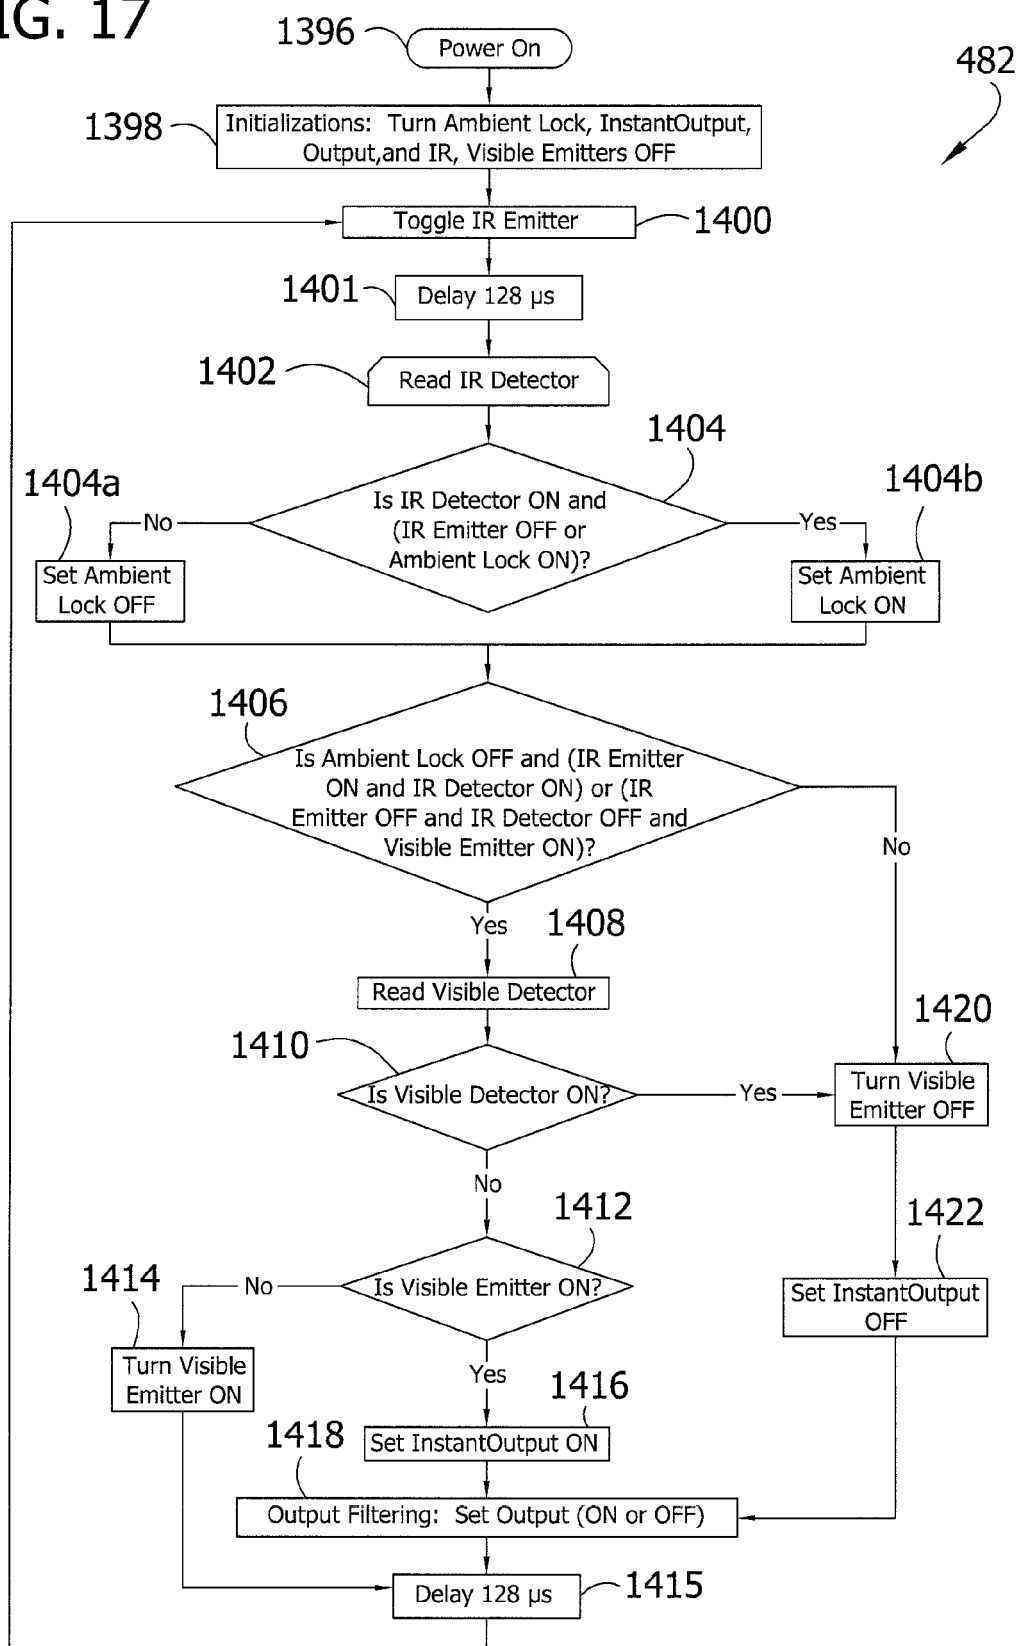 IG. 17
1396
Power On
482
1398
Initializations: Turn Ambient Lock, InstantOutput,
Output,and IR, Visible Emitters OFF
Toggle IR Emitter
1400
1401
Delay 128 µs
1402
Read IR Detector
1404
1404a
1404b
Is IR Detector ON and
(IR Emitter OFF or
Ambient Lock ON)?
No
Yes
Set Ambient
Lock OFF
Set Ambient
Lock ON
1406
Is Ambient Lock OFF and (IR Emitter
ON and IR Detector ON) or (IR
Emitter OFF and IR Detector OFF and
Visible Emitter ON)?
No
Yes
1408
Read Visible Detector
1410
1420
Is Visible Detector ON?
Yes
Turn Visible
Emitter OFF
No
1412
1422
1414
No
Is Visible Emitter ON?
Set InstantOutput
OFF
Turn Visible
Emitter ON
Yes
1416
1418
Set InstantOutput ON
Output Filtering: Set Output (ON or OFF)
Delay 128 µs
1415